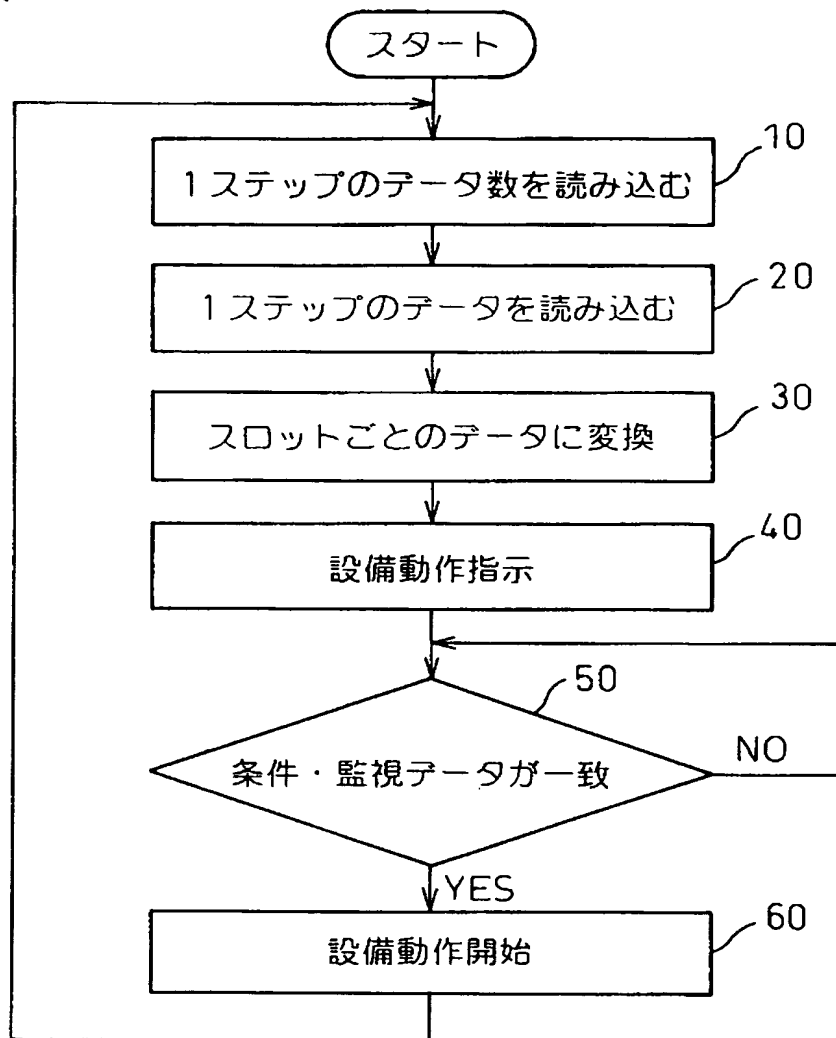 スタート
10
1ステップのデータ数を読み込む
20
1ステップのデータを読み込む
30
スロットごとのデータに変換
40
設備動作指示
50
条件・監視データが一致
NO
YES
60
設備動作開始